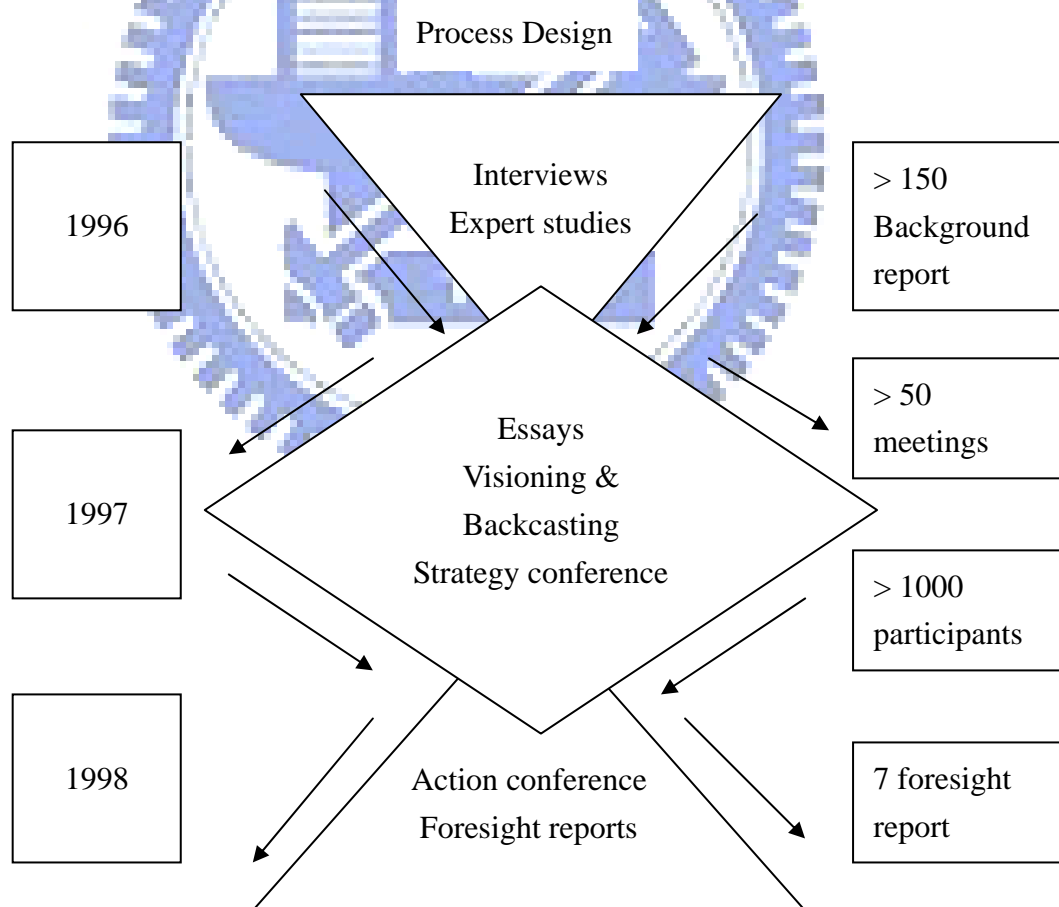 Process Design
1996
Interviews
Expert studies
> 150
Background
report
> 50
meetings
1997
Essays
Visioning &
Backcasting
Strategy conference
> 1000
participants
1998
Action conference
Foresight reports
7 foresight
report